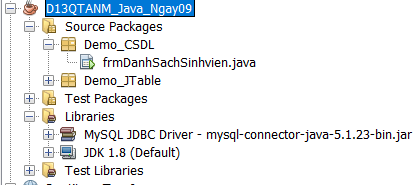 D13QTANM_Java_Ngay09
Source Packages
Demo_CSDL
frmDanhSachSinhvien.java
Demo_JTable
Test Packages
Libraries
MySQL JDBC Driver - mysql-connector-java-5.1.23-bin.jar
JDK 1.8 (Default)
Test Libraries